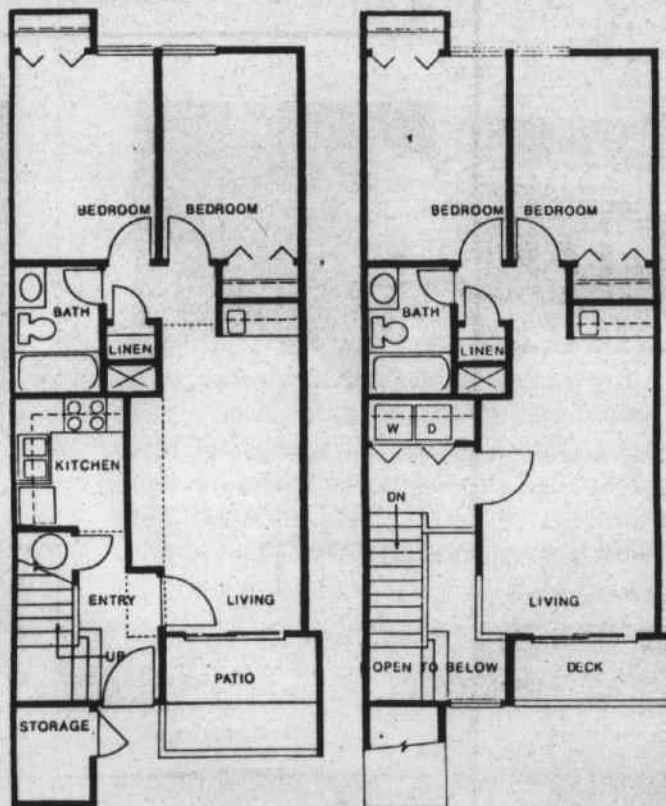 BEDROOM BEDROOM
BATH
LINEN
KITCHEN
ENTRY LIVING
UP
PATIO
STORAGE
BEDROOM BEDROOM
BATH
LINEN
W D
DN
LIVING
OPEN TO BELOW DECK